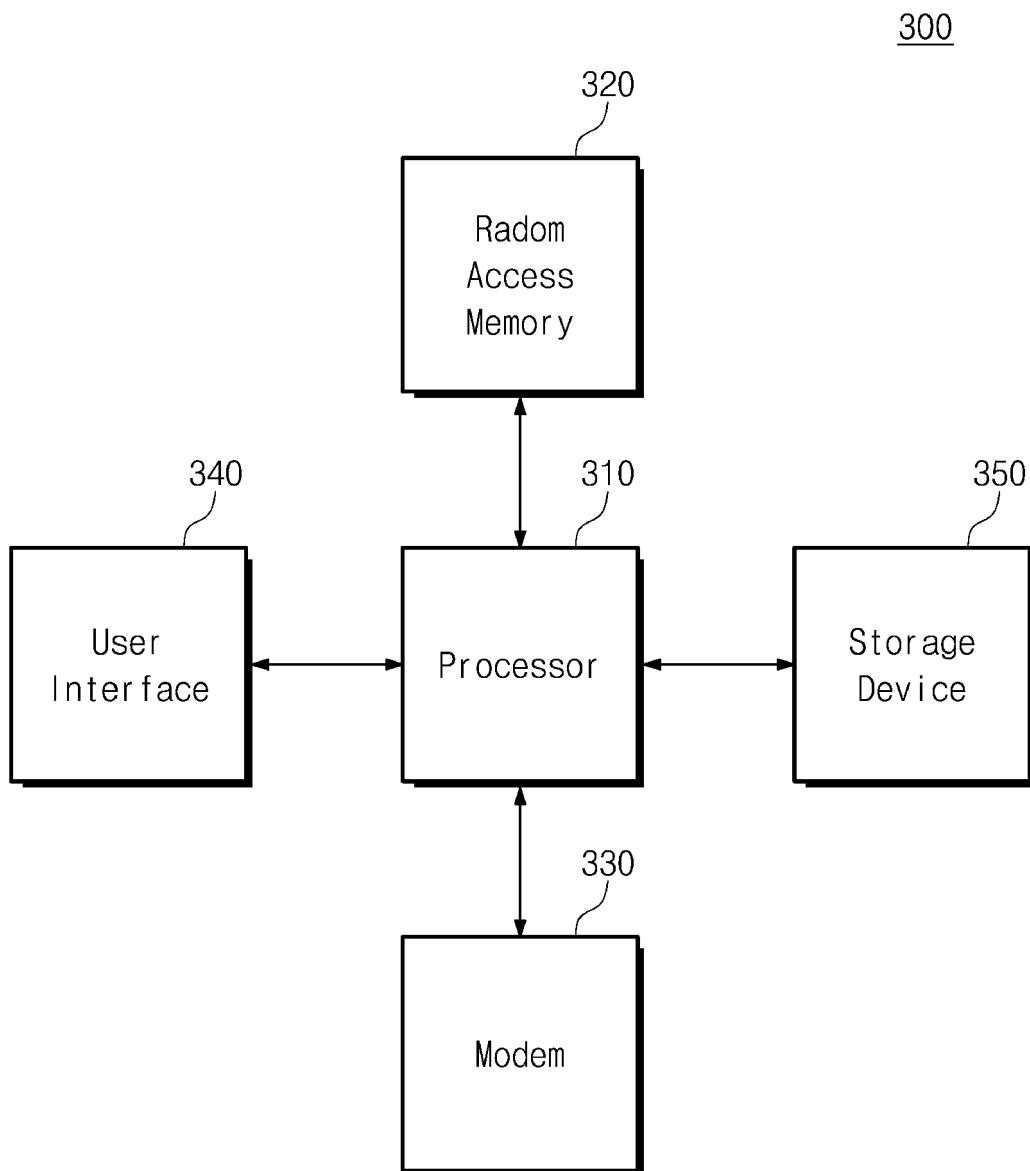 300
320
Radom
Access
Memory
340
310
350
User
Interface
Processor
Storage
Device
330
Modem